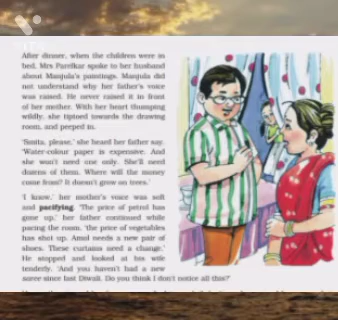 After dinner, when the children were in
bed, Mrs Pardkar spoke to her husband
about Manjula's paintings. Manjula did
not understand why her father's voice
was raised. He never raised it in front
of her mother. With her heart thumping
wildly, she tiptoed towards the drawing
room, and peeped in.
'Smita, please,' she heard her father say.
'Water-colour paper is expensive. And
she won't need one only. She'll need
dozens of them. Where will the money
come from? It doesn't grow on trees.'
'I know,' her mother's voice was soft
and pacifying. 'The price of petrol has
gone up,' her father continued while
pacing the room, 'the price of vegetables
has shot up. Amul needs a new pair of
shoes. These curtains need a change.'
He stopped and looked at his wife
tenderly. 'And you haven't had a new
saree since last Diwali. Do you think I don't notice all this?'